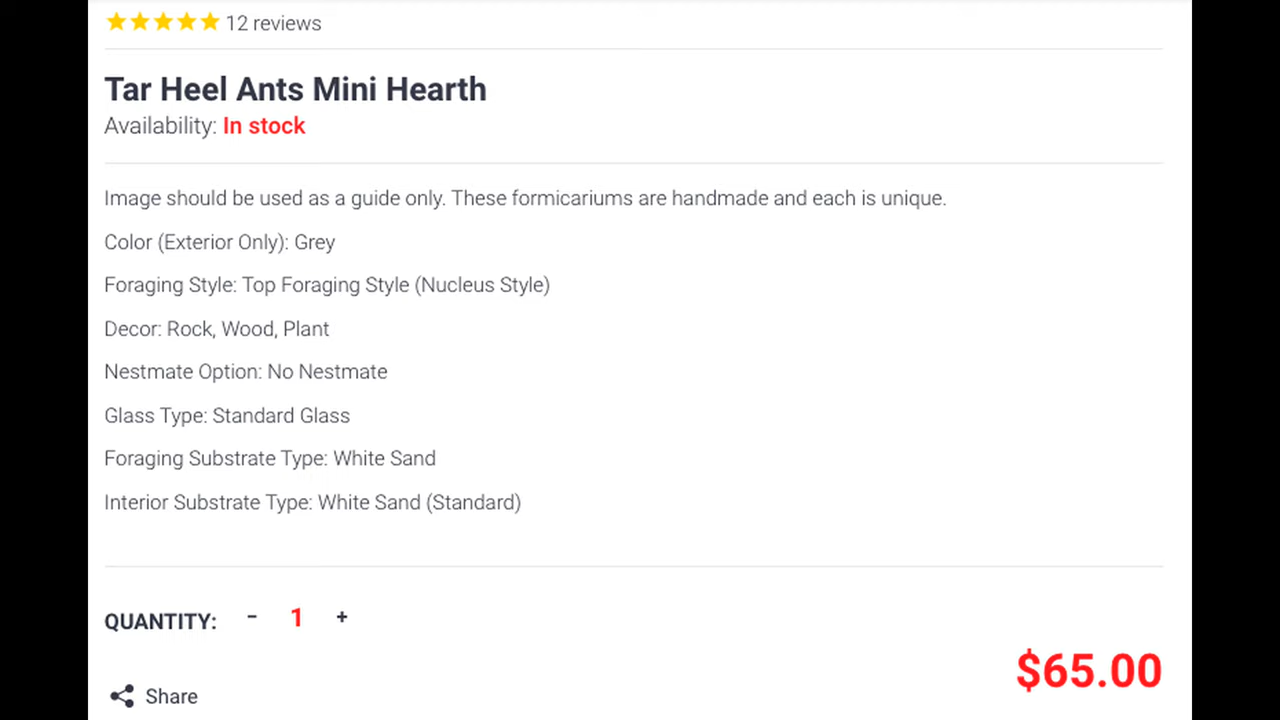 12 reviews
Tar Heel Ants Mini Hearth
Availability: In stock
Image should be used as a guide only. These formicariums are handmade and each is unique.
Color (Exterior Only): Grey
Foraging Style: Top Foraging Style (Nucleus Style)
Decor: Rock, Wood, Plant
Nestmate Option: No Nestmate
Glass Type: Standard Glass
Foraging Substrate Type: White Sand
Interior Substrate Type: White Sand (Standard)
QUANTITY: - 1 +
$65.00
Share